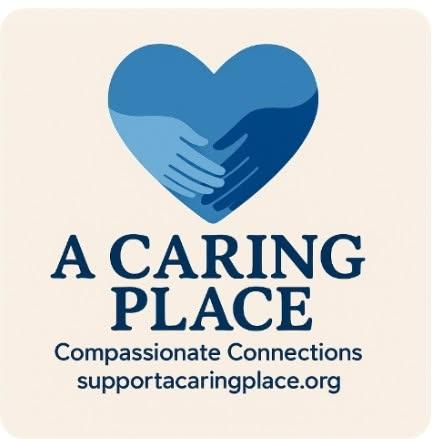 A CARING
PLACE
Compassionate Connections
supportacaringplace.org